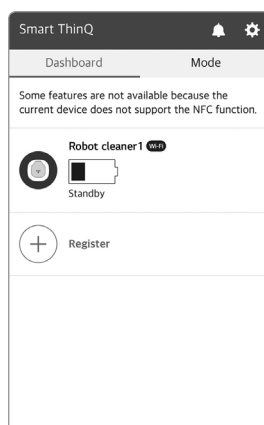 Smart ThinQ
Dashboard Mode
Some features are not available because the
current device does not support the NFC function.
Robot cleaner1 Wi-Fi
Standby
Register